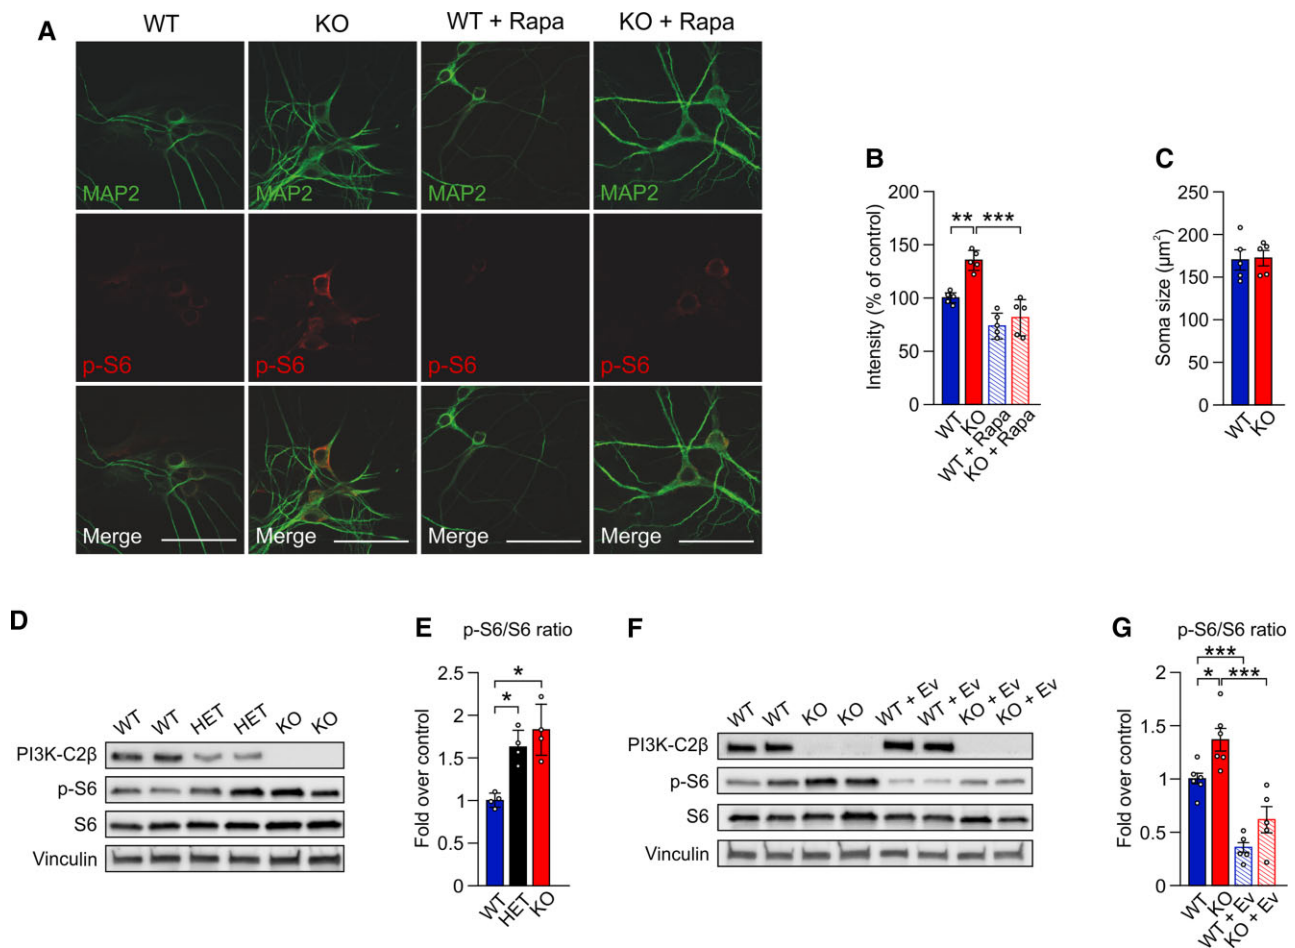 A
WT
KO
WT + Rapa
KO + Rapa
MAP2
MAP2
MAP2
MAP2
p-S6
p-S6
p-S6
p-S6
Merge
Merge
Merge
Merge
B
Intensity (% of control)
200
150
100
50
0
**
***
WT
KO
WT + Rapa
KO + Rapa
C
Soma size (µm²)
250
200
150
100
50
0
WT
KO
D
WT
WT
HET
HET
KO
KO
PI3K-C2β
p-S6
S6
Vinculin
E
p-S6/S6 ratio
Fold over control
2.5
2
1.5
1
0.5
0
*
*
WT
HET
KO
F
WT
WT
KO
KO
WT + Ev
WT + Ev
KO + Ev
KO + Ev
PI3K-C2β
p-S6
S6
Vinculin
G
p-S6/S6 ratio
Fold over control
2
1.5
1
0.5
0
***
*
***
WT
KO
WT + Ev
KO + Ev